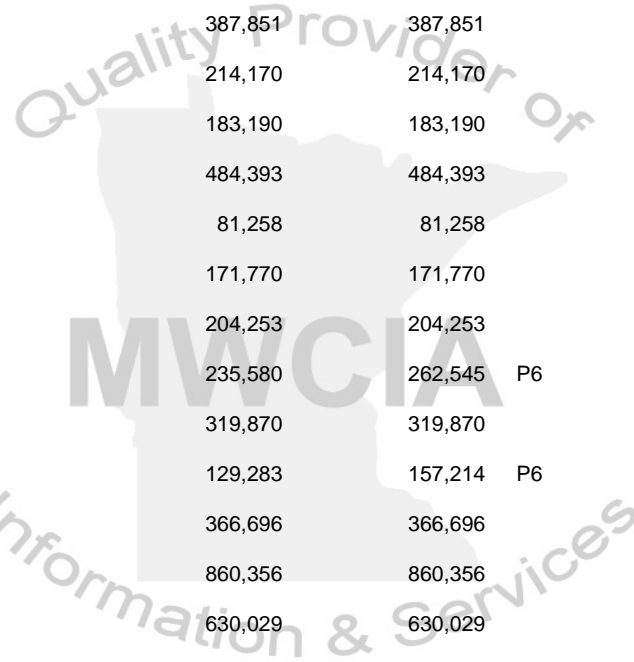 Quality Provider of
387,851 387,851
214,170 214,170
183,190 183,190
484,393 484,393
81,258 81,258
171,770 171,770
204,253 204,253
MWCIA
235,580 262,545 P6
319,870 319,870
129,283 157,214 P6
366,696 366,696
860,356 860,356
630,029 630,029
Information & Services